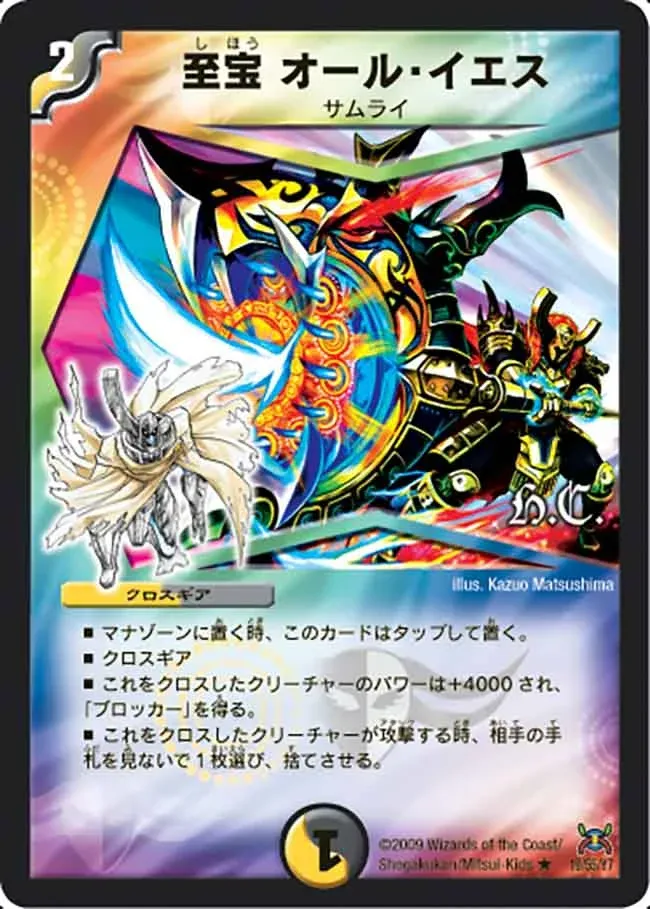 2
しほう
至宝 オール・イエス
サムライ
H.C.
illus. Kazuo Matsushima
クロスギア
■ マナゾーンに置く時、このカードはタップして置く。
■ クロスギア
■ これをクロスしたクリーチャーのパワーは+4000 され、
「ブロッカー」を得る。
■ これをクロスしたクリーチャーが攻撃する時、相手の手
札を見ないで 1 枚選び、捨てさせる。
1
©2009 Wizards of the Coast/
Shogakukan/Mitsui-Kids ★